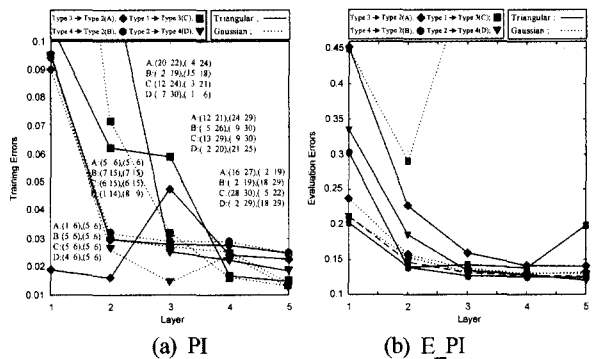 Type 3 → Type 2(A); Type 1 → Type 3(C);
Type 4 → Type 2(B); Type 2 → Type 4(D);
Triangular ;
Gaussian ;
0.1
0.09
0.08
0.07
0.06
0.05
0.04
0.03
0.02
0.01
Training Errors
A:(20 22),( 4 24)
B:( 2 19),(15 18)
C:(12 24),( 3 21)
D:( 7 30),( 1 6)
A:(12 21),(24 29)
B:( 5 26),( 9 30)
C:(13 29),( 9 30)
D:( 2 20),(21 25)
A:(5 6),(5 6)
B:(7 15),(7 15)
C:(6 15),(6 15)
D:(1 14),(8 9)
A:(16 27),( 2 19)
B:( 2 19),(18 29)
C:(28 30),( 5 22)
D:( 2 29),(18 29)
A:(1 6),(5 6)
B:(5 6),(5 6)
C:(5 6),(5 6)
D:(4 6),(5 6)
1 2 3 4 5
Layer
(a) PI
Type 3 → Type 2(A); Type 1 → Type 3(C);
Type 4 → Type 2(B); Type 2 → Type 4(D);
Triangular ;
Gaussian ;
0.45
0.4
0.35
0.3
0.25
0.2
0.15
0.1
Evaluation Errors
1 2 3 4 5
Layer
(b) E_PI